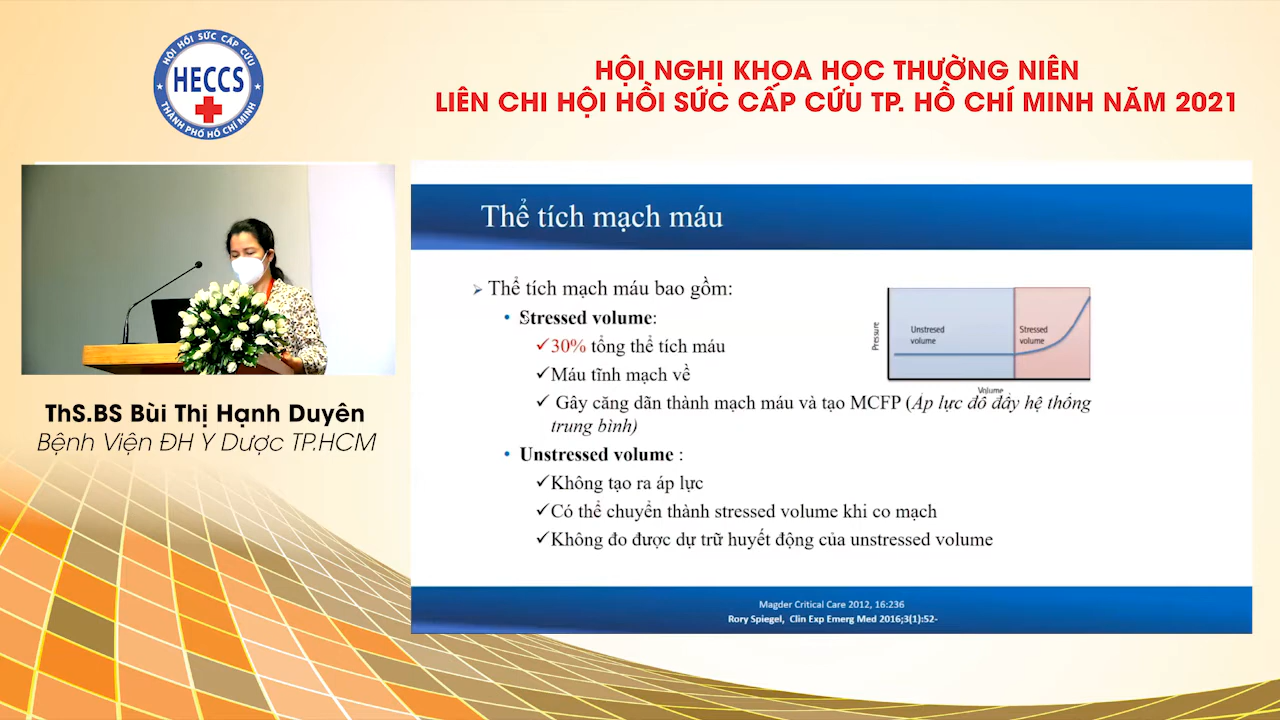 HỘI HỒI SỨC CẤP CỨU
HECCS
THÀNH PHỐ HỒ CHÍ MINH
HỘI NGHỊ KHOA HỌC THƯỜNG NIÊN
LIÊN CHI HỘI HỒI SỨC CẤP CỨU TP. HỒ CHÍ MINH NĂM 2021
ThS.BS Bùi Thị Hạnh Duyên
Bệnh Viện ĐH Y Dược TP.HCM
Thể tích mạch máu
Thể tích mạch máu bao gồm:
• Stressed volume:
✓30% tổng thể tích máu
✓Máu tĩnh mạch về
✓ Gây căng dãn thành mạch máu và tạo MCFP (Áp lực đổ đầy hệ thống
trung bình)
• Unstressed volume :
✓Không tạo ra áp lực
✓Có thể chuyển thành stressed volume khi co mạch
✓Không đo được dự trữ huyết động của unstressed volume
Pressure
Unstresed
volume
Stressed
volume
Volume
Magder Critical Care 2012, 16:236
Rory Spiegel, Clin Exp Emerg Med 2016;3(1):52-